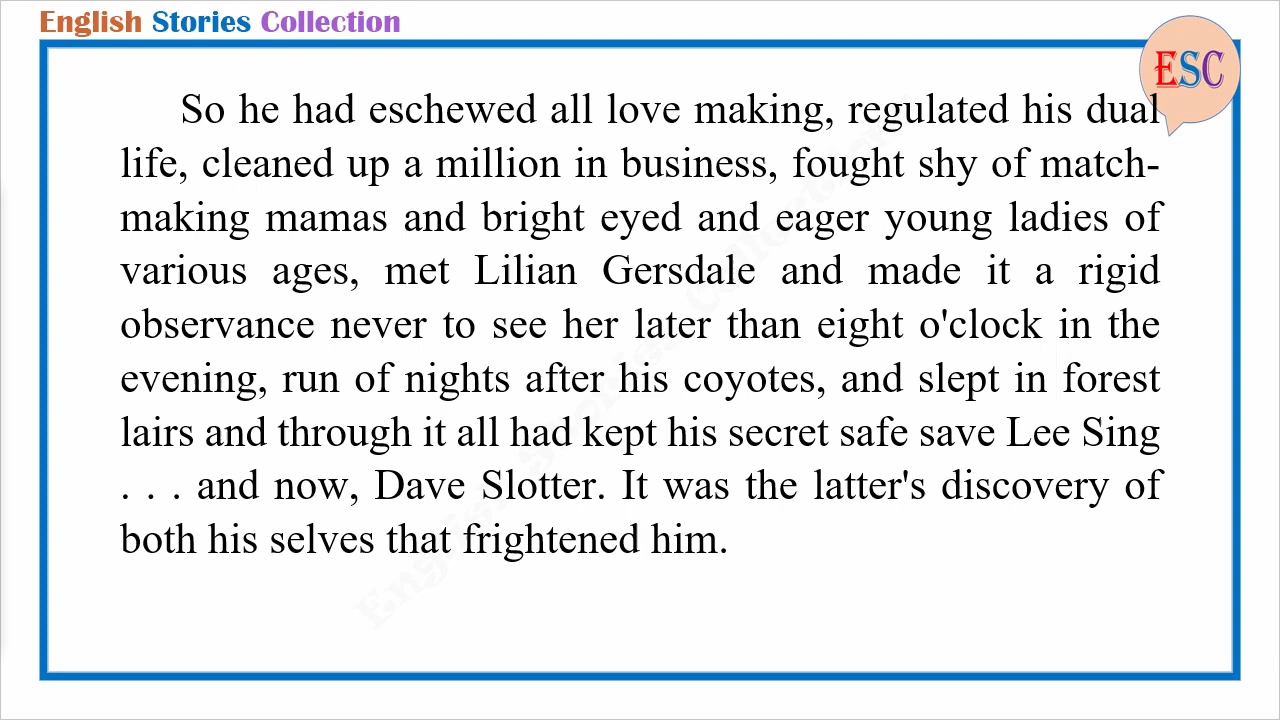 English Stories Collection
ESC
So he had eschewed all love making, regulated his dual
life, cleaned up a million in business, fought shy of match-
making mamas and bright eyed and eager young ladies of
various ages, met Lilian Gersdale and made it a rigid
observance never to see her later than eight o'clock in the
evening, run of nights after his coyotes, and slept in forest
lairs and through it all had kept his secret safe save Lee Sing
. . . and now, Dave Slotter. It was the latter's discovery of
both his selves that frightened him.
English Stories Collection